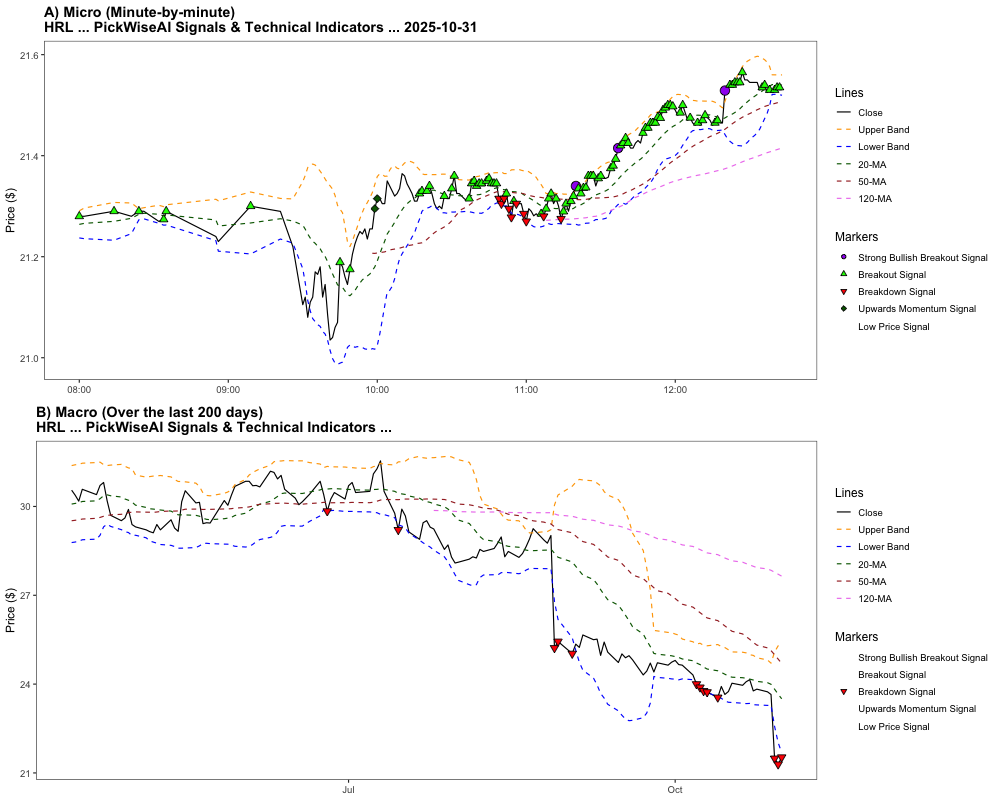 A) Micro (Minute-by-minute)
HRL ... PickWiseAI Signals & Technical Indicators ... 2025-10-31
Price ($)
21.6
21.4
21.2
21.0
08:00 09:00 10:00 11:00 12:00
Lines
Close
Upper Band
Lower Band
20-MA
50-MA
120-MA
Markers
Strong Bullish Breakout Signal
Breakout Signal
Breakdown Signal
Upwards Momentum Signal
Low Price Signal
B) Macro (Over the last 200 days)
HRL ... PickWiseAI Signals & Technical Indicators ...
Price ($)
30
27
24
21
Jul Oct
Lines
Close
Upper Band
Lower Band
20-MA
50-MA
120-MA
Markers
Strong Bullish Breakout Signal
Breakout Signal
Breakdown Signal
Upwards Momentum Signal
Low Price Signal